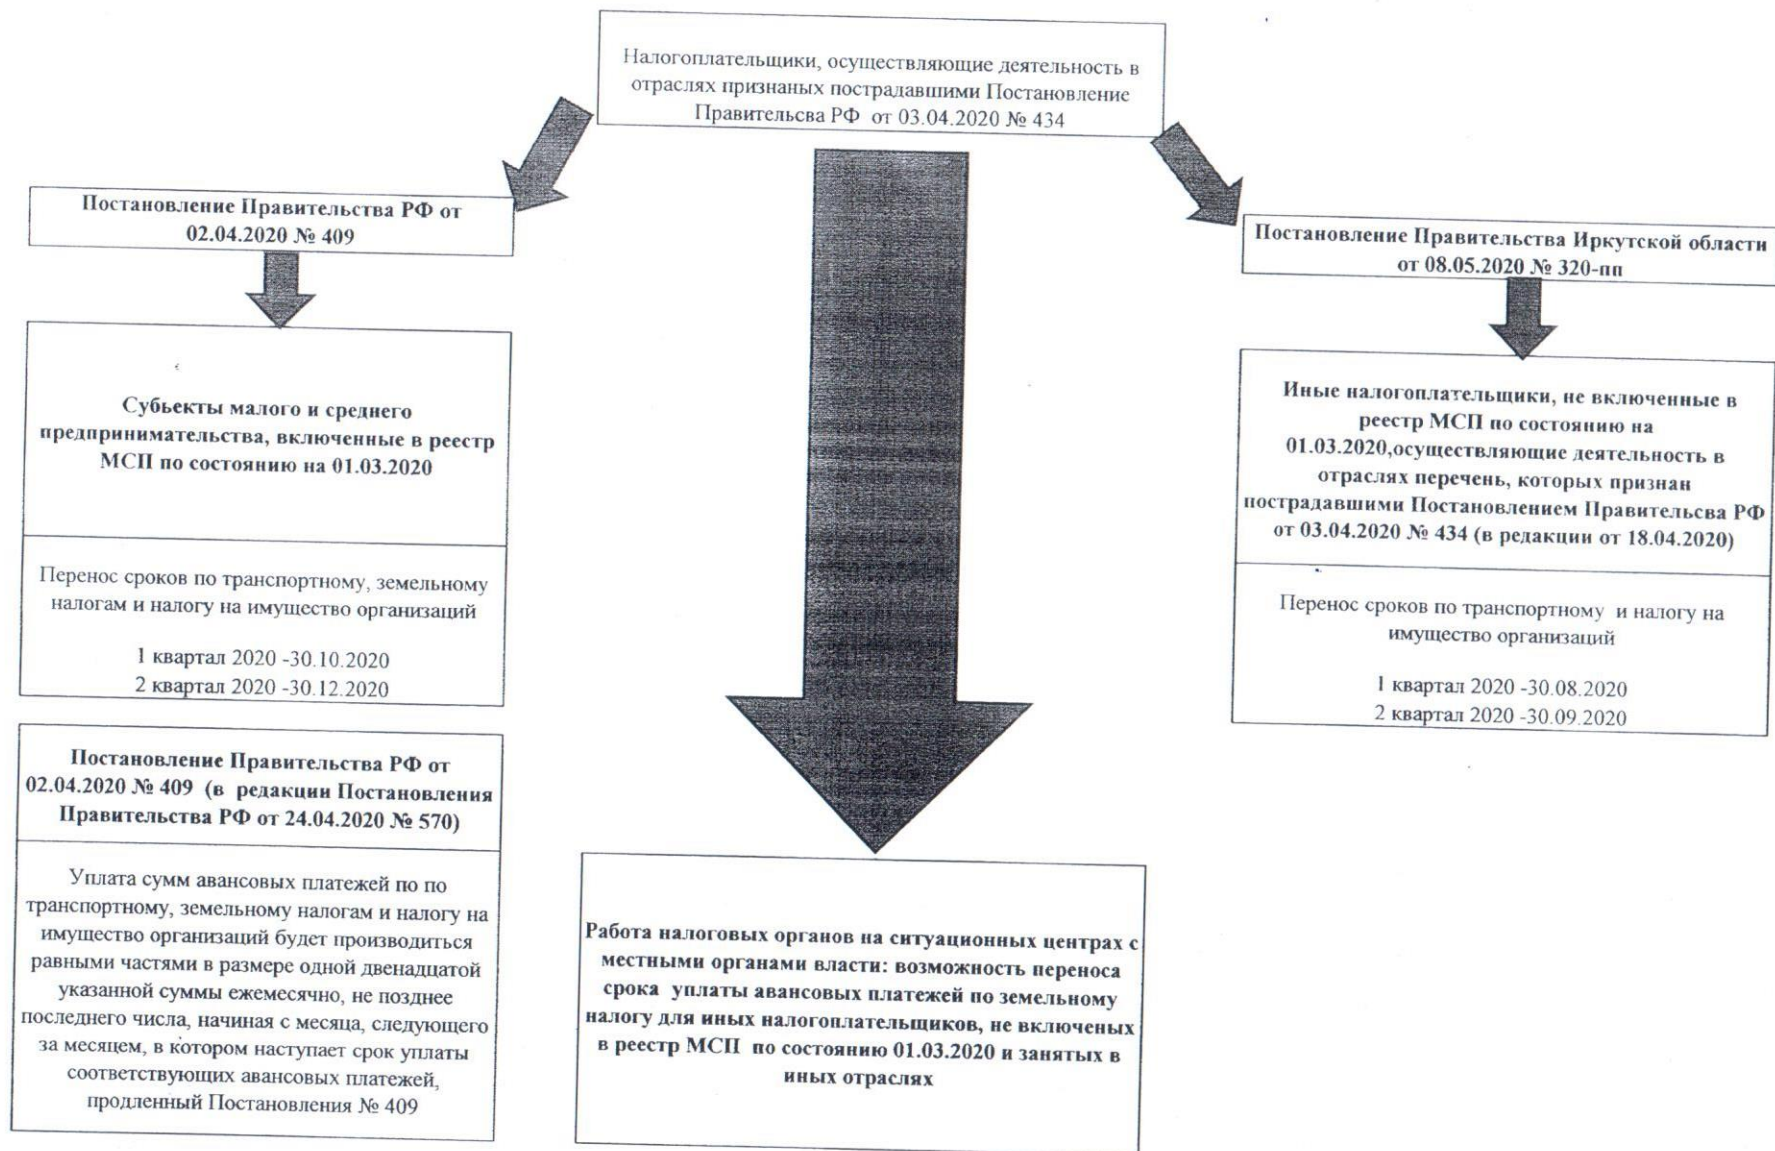 Налогоплательщики, осуществляющие деятельность в
отраслях признаных пострадавшими Постановление
Правительсва РФ от 03.04.2020 № 434
Постановление Правительства РФ от
02.04.2020 № 409
Субьекты малого и среднего
предпринимательства, включенные в реестр
МСП по состоянию на 01.03.2020
Перенос сроков по транспортному, земельному
налогам и налогу на имущество организаций
1 квартал 2020 -30.10.2020
2 квартал 2020 -30.12.2020
Постановление Правительства РФ от
02.04.2020 № 409 (в редакции Постановления
Правительства РФ от 24.04.2020 № 570)
Уплата сумм авансовых платежей по по
транспортному, земельному налогам и налогу на
имущество организаций будет производиться
равными частями в размере одной двенадцатой
указанной суммы ежемесячно, не позднее
последнего числа, начиная с месяца, следующего
за месяцем, в котором наступает срок уплаты
соответствующих авансовых платежей,
продленный Постановления № 409
Работа налоговых органов на ситуационных центрах с
местными органами власти: возможность переноса
срока уплаты авансовых платежей по земельному
налогу для иных налогоплательщиков, не включеных
в реестр МСП по состоянию 01.03.2020 и занятых в
иных отраслях
Постановление Правительства Иркутской области
от 08.05.2020 № 320-пп
Иные налогоплательщики, не включенные в
реестр МСП по состоянию на
01.03.2020,осуществляющие деятельность в
отраслях перечень, которых признан
пострадавшими Постановлением Правительсва РФ
от 03.04.2020 № 434 (в редакции от 18.04.2020)
Перенос сроков по транспортному и налогу на
имущество организаций
1 квартал 2020 -30.08.2020
2 квартал 2020 -30.09.2020